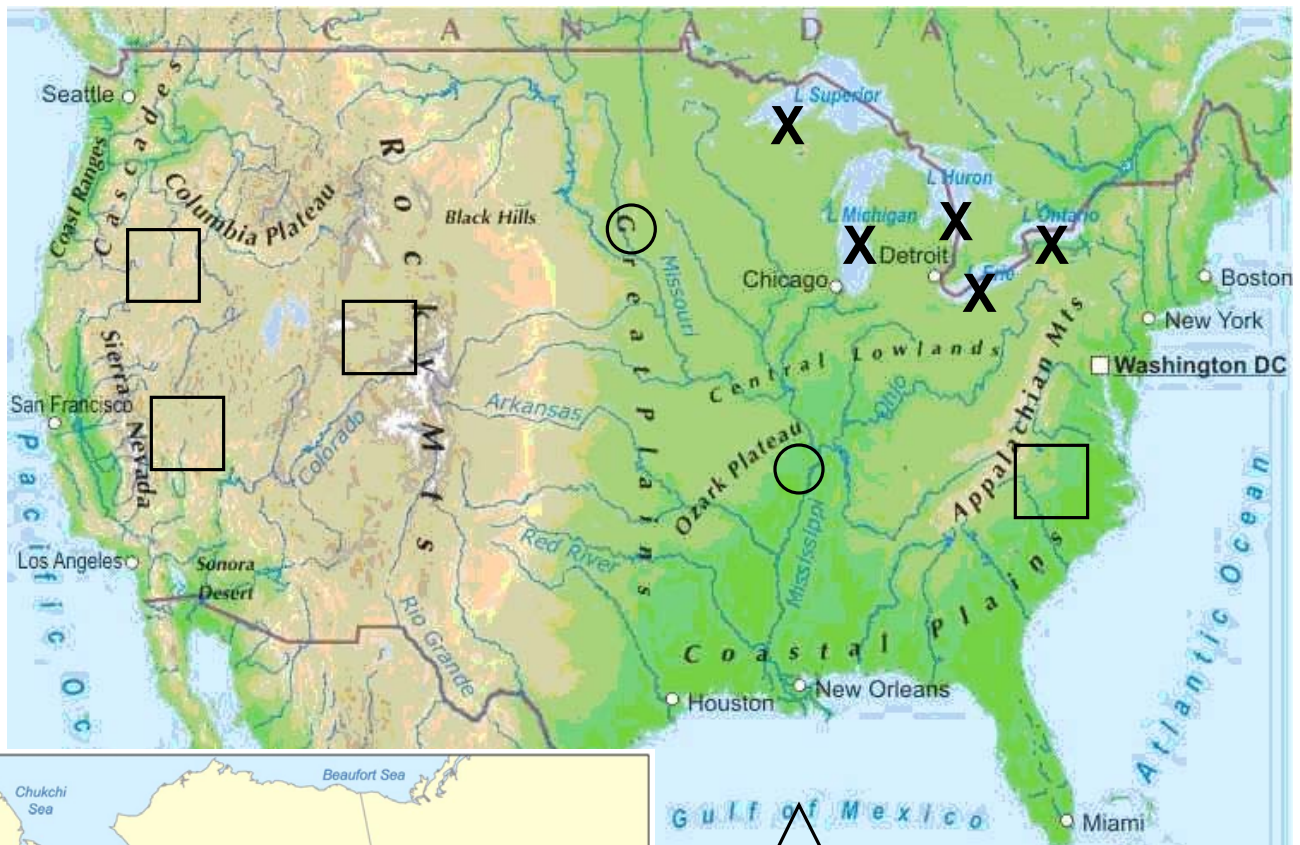 C A N A D A
Seattle
Cascades
Coast Ranges
Columbia Plateau
Rocky Mts
Black Hills
L Superior
X
L Huron
L Michigan
L Ontario
X
X
X
Detroit
Erie
X
Chicago
Boston
New York
Washington DC
Missouri
Great Plains
Central Lowlands
Ohio
Appalachian Mts
Sierra Nevada
San Francisco
Colorado
Arkansas
Ozark Plateau
Mississippi
Red River
Los Angeles
Sonora
Desert
Rio Grande
Coastal Plains
Houston
New Orleans
Pacific Oc
Atlantic Ocean
Gulf of Mexico
Miami
Chukchi
Sea
Beaufort Sea